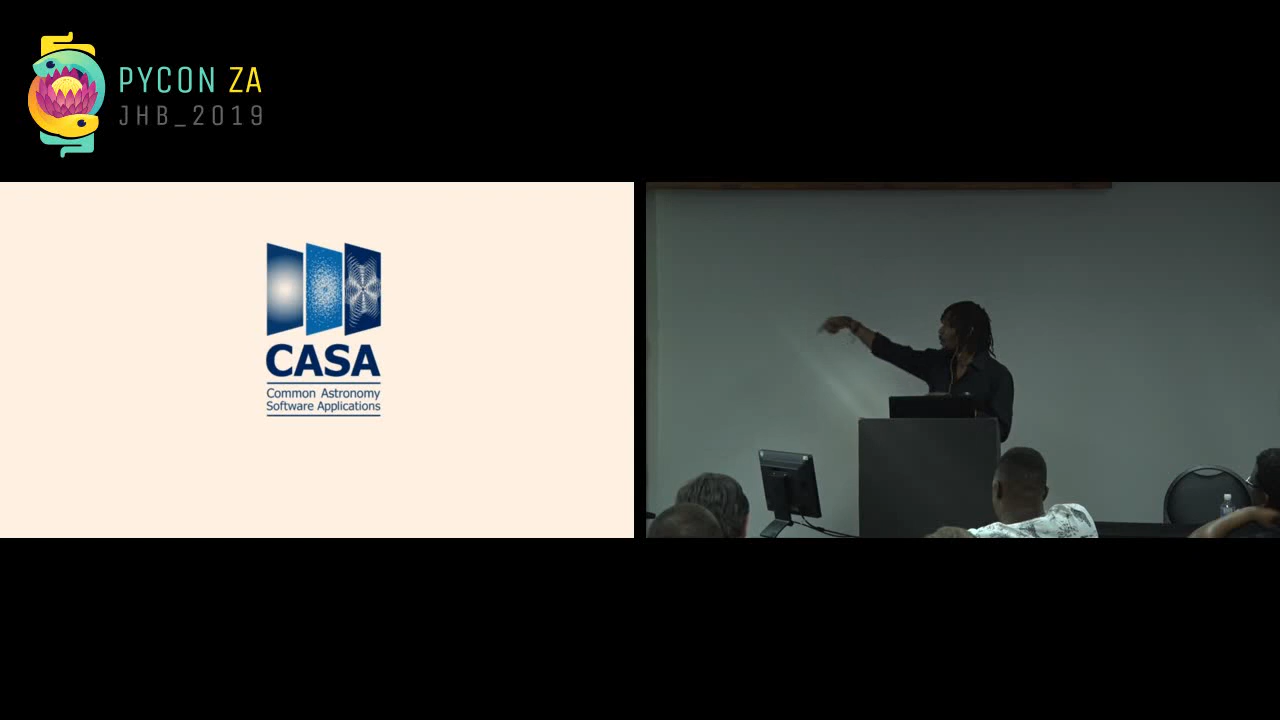 PYCON ZA
JHB_2019
CASA
Common Astronomy
Software Applications